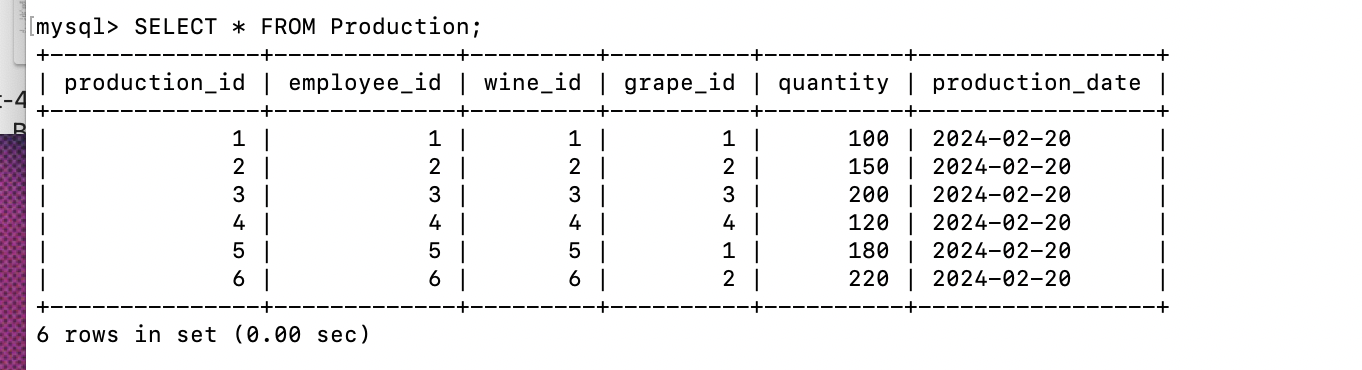 mysql> SELECT * FROM Production;
+---------------+-------------+---------+----------+----------+-----------------+
| production_id | employee_id | wine_id | grape_id | quantity | production_date |
+---------------+-------------+---------+----------+----------+-----------------+
|             1 |           1 |       1 |        1 |      100 | 2024-02-20      |
|             2 |           2 |       2 |        2 |      150 | 2024-02-20      |
|             3 |           3 |       3 |        3 |      200 | 2024-02-20      |
|             4 |           4 |       4 |        4 |      120 | 2024-02-20      |
|             5 |           5 |       5 |        1 |      180 | 2024-02-20      |
|             6 |           6 |       6 |        2 |      220 | 2024-02-20      |
+---------------+-------------+---------+----------+----------+-----------------+
6 rows in set (0.00 sec)